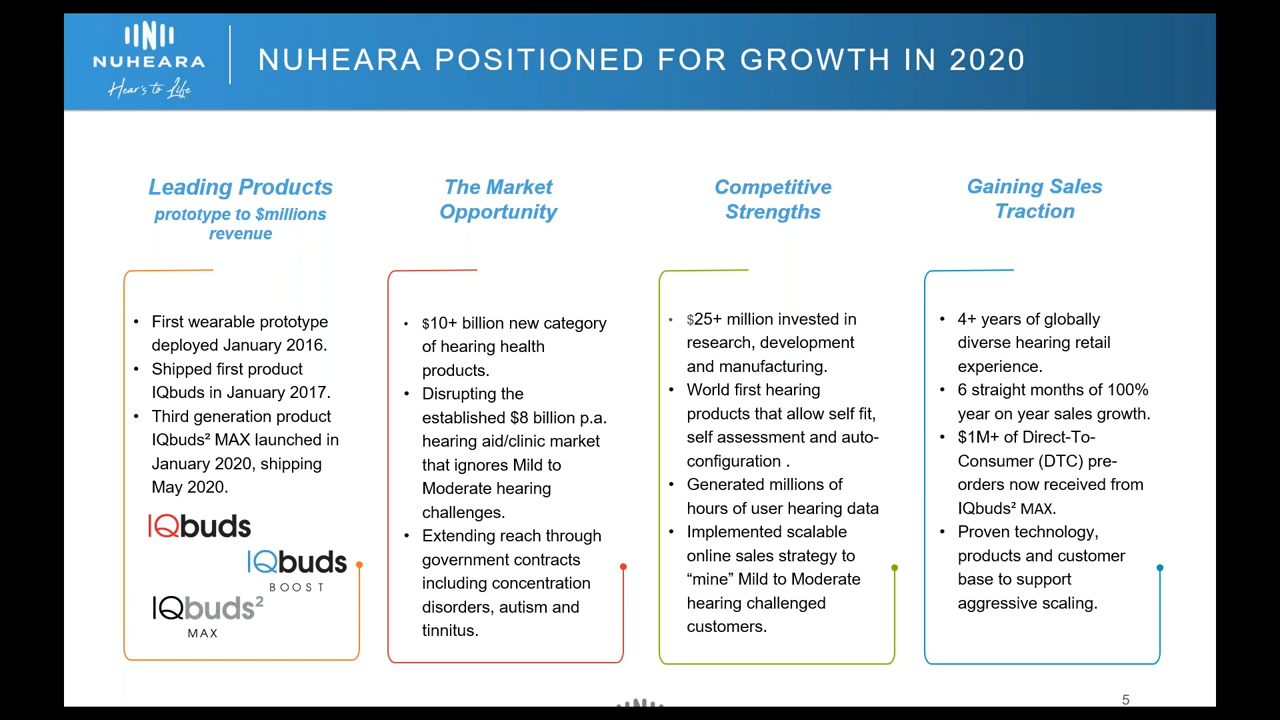 NUHEARA
Hear's to Life
NUHEARA POSITIONED FOR GROWTH IN 2020
Leading Products
prototype to $millions
revenue
• First wearable prototype
deployed January 2016.
• Shipped first product
IQbuds in January 2017.
• Third generation product
IQbuds² MAX launched in
January 2020, shipping
May 2020.
IQbuds
IQbuds
BOOST
IQbuds²
MAX
The Market
Opportunity
• $10+ billion new category
of hearing health
products.
• Disrupting the
established $8 billion p.a.
hearing aid/clinic market
that ignores Mild to
Moderate hearing
challenges.
• Extending reach through
government contracts
including concentration
disorders, autism and
tinnitus.
Competitive
Strengths
• $25+ million invested in
research, development
and manufacturing.
• World first hearing
products that allow self fit,
self assessment and auto-
configuration .
• Generated millions of
hours of user hearing data
• Implemented scalable
online sales strategy to
“mine” Mild to Moderate
hearing challenged
customers.
Gaining Sales
Traction
• 4+ years of globally
diverse hearing retail
experience.
• 6 straight months of 100%
year on year sales growth.
• $1M+ of Direct-To-
Consumer (DTC) pre-
orders now received from
IQbuds² MAX.
• Proven technology,
products and customer
base to support
aggressive scaling.
5